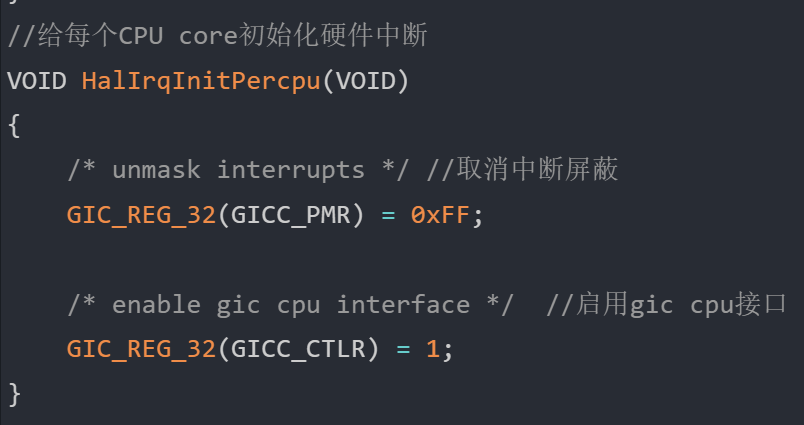 //给每个CPU core初始化硬件中断
VOID HalIrqInitPercpu(VOID)
{
    /* unmask interrupts */ //取消中断屏蔽
    GIC_REG_32(GICC_PMR) = 0xFF;
    /* enable gic cpu interface */  //启用gic cpu接口
    GIC_REG_32(GICC_CTLR) = 1;
}